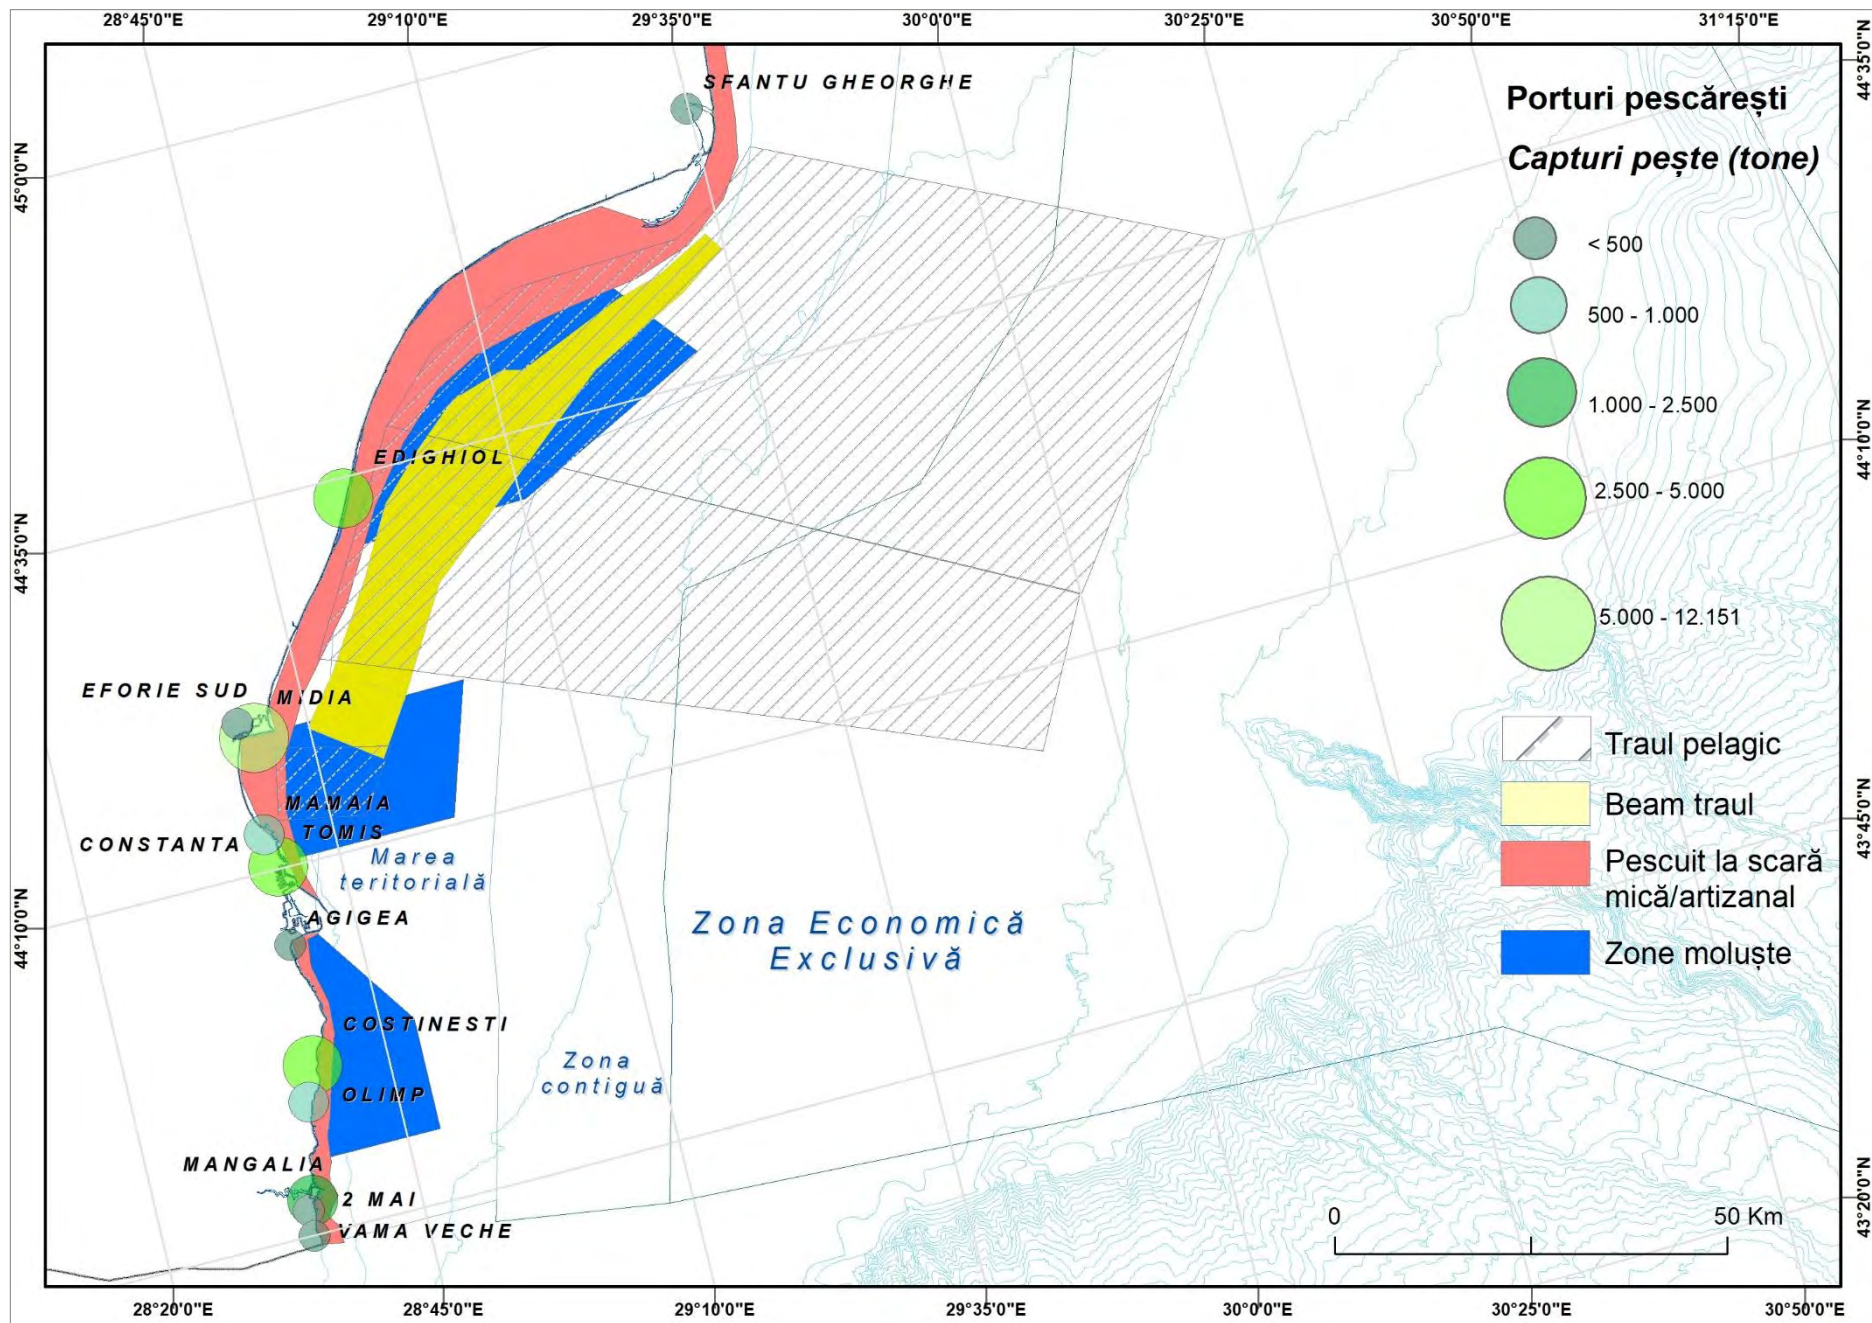 28°45'0"E
29°10'0"E
29°35'0"E
30°0'0"E
30°25'0"E
30°50'0"E
31°15'0"E
45°0'0"N
44°35'0"N
44°10'0"N
44°35'0"N
44°10'0"N
43°45'0"N
43°20'0"N
SFANTU GHEORGHE
EDIGHIOL
EFORIE SUD
MIDIA
MAMAIA
TOMIS
CONSTANTA
AGIGEA
COSTINESTI
OLIMP
MANGALIA
2 MAI
VAMA VECHE
Marea
teritorială
Zona
contiguă
Zona Economică
Exclusivă
Porturi pescărești
Capturi pește (tone)
< 500
500 - 1.000
1.000 - 2.500
2.500 - 5.000
5.000 - 12.151
Traul pelagic
Beam traul
Pescuit la scară
mică/artizanal
Zone moluște
0
50 Km
28°20'0"E
28°45'0"E
29°10'0"E
29°35'0"E
30°0'0"E
30°25'0"E
30°50'0"E